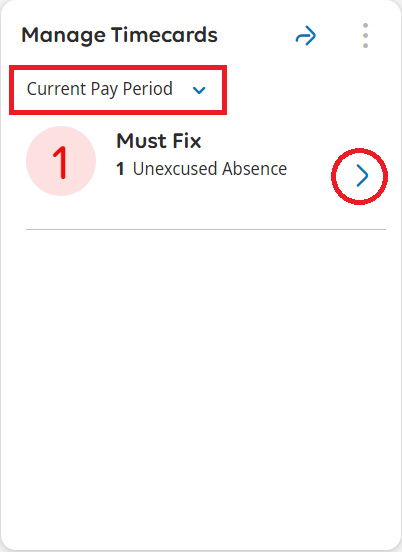 Manage Timecards
Current Pay Period
1
Must Fix
1 Unexcused Absence